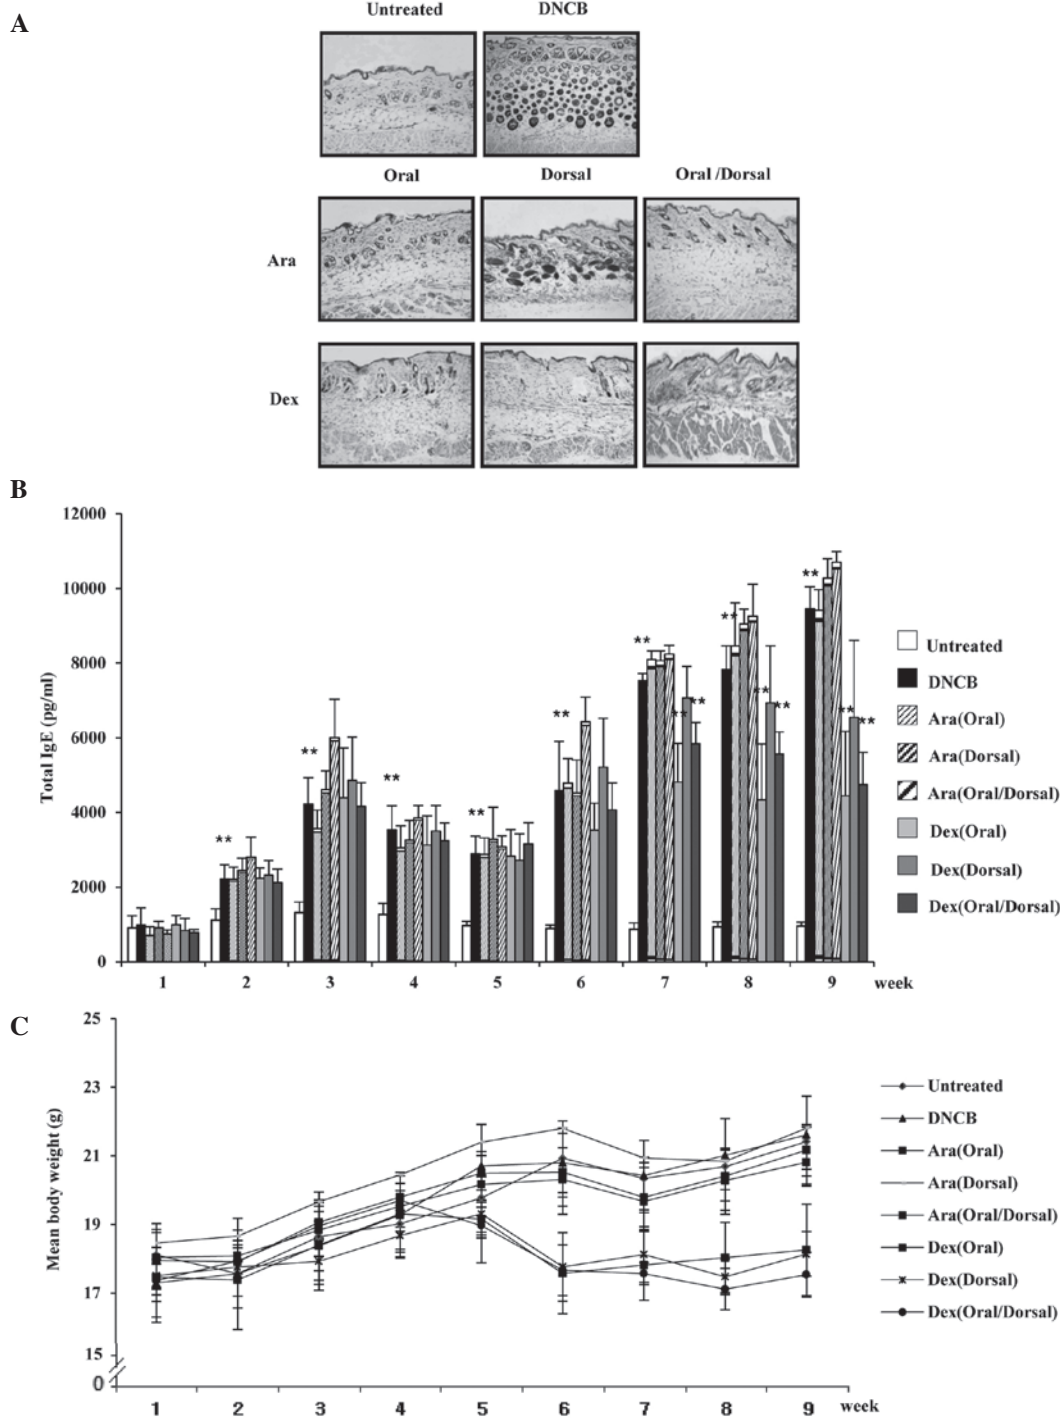 A
Untreated DNCB
Oral Dorsal Oral /Dorsal
Ara
Dex
B
Total IgE (pg/ml)
12000
10000
8000
6000
4000
2000
0
** ** ** ** ** ** ** ** ** ** ** ** ** **
1 2 3 4 5 6 7 8 9 week
Untreated
DNCB
Ara(Oral)
Ara(Dorsal)
Ara(Oral/Dorsal)
Dex(Oral)
Dex(Dorsal)
Dex(Oral/Dorsal)
C
Mean body weight (g)
25
23
21
19
17
15
0
1 2 3 4 5 6 7 8 9 week
Untreated
DNCB
Ara(Oral)
Ara(Dorsal)
Ara(Oral/Dorsal)
Dex(Oral)
Dex(Dorsal)
Dex(Oral/Dorsal)